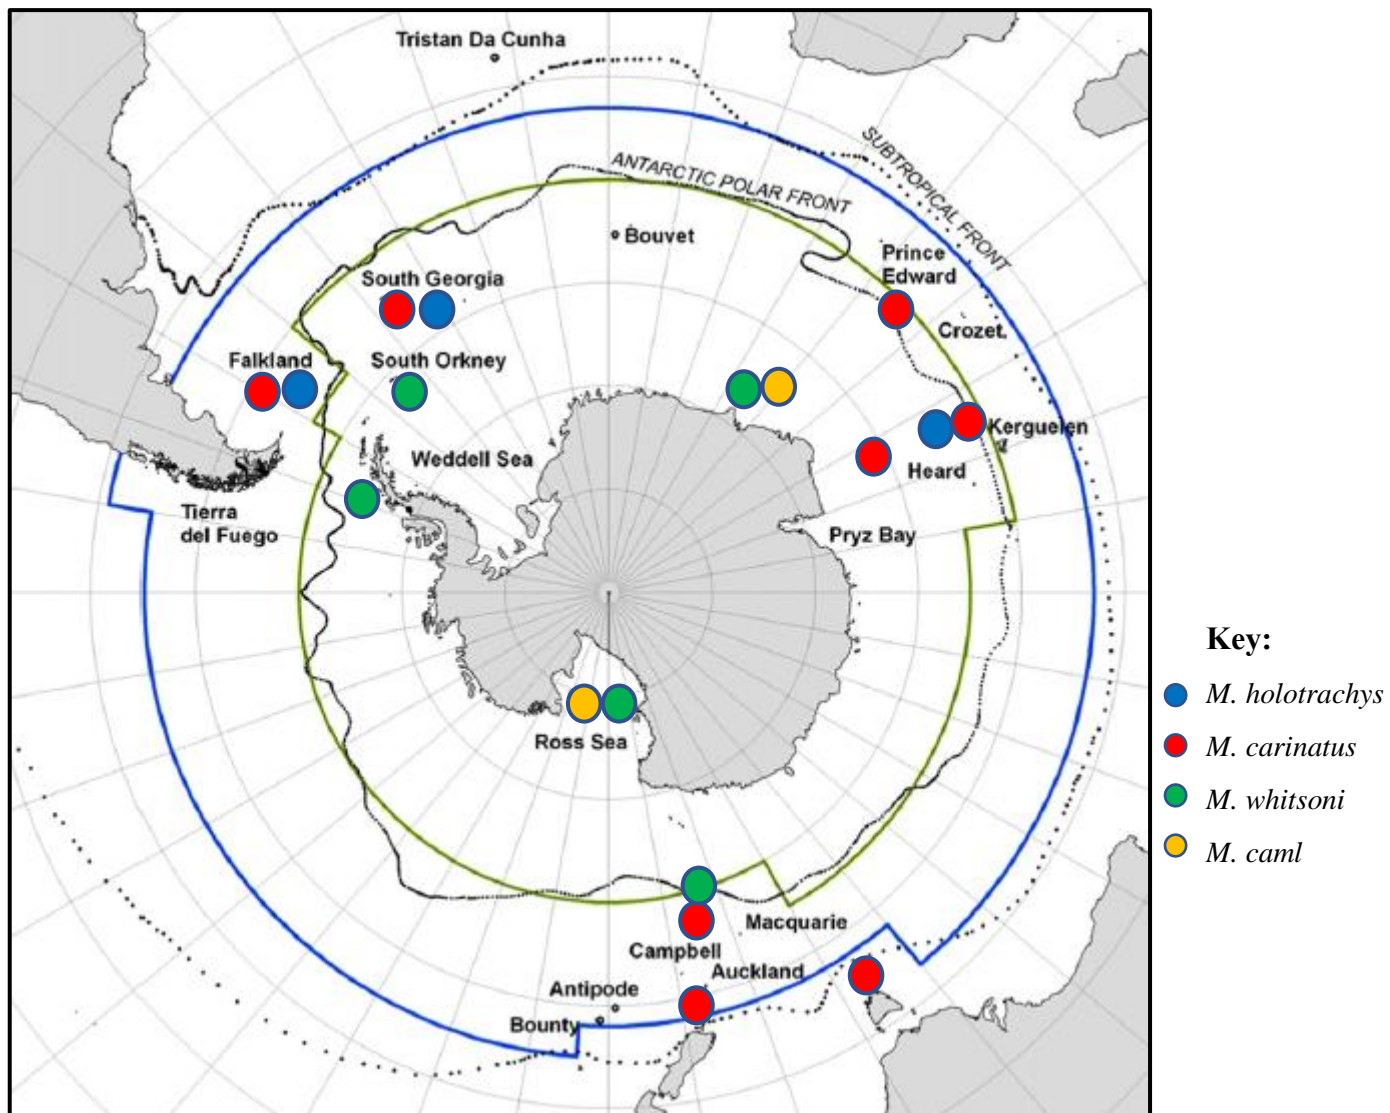 Tristan Da Cunha
SUBTROPICAL FRONT
ANTARCTIC POLAR FRONT
Bouvet
Prince
Edward
South Georgia
Crozet.
Falkland
South Orkney
Kerguelen
Weddell Sea
Heard
Tierra
del Fuego
Pryz Bay
Ross Sea
Macquarie
Campbell
Auckland
Antipode
Bounty
Key:
M. holotrachys
M. carinatus
M. whitsoni
M. caml